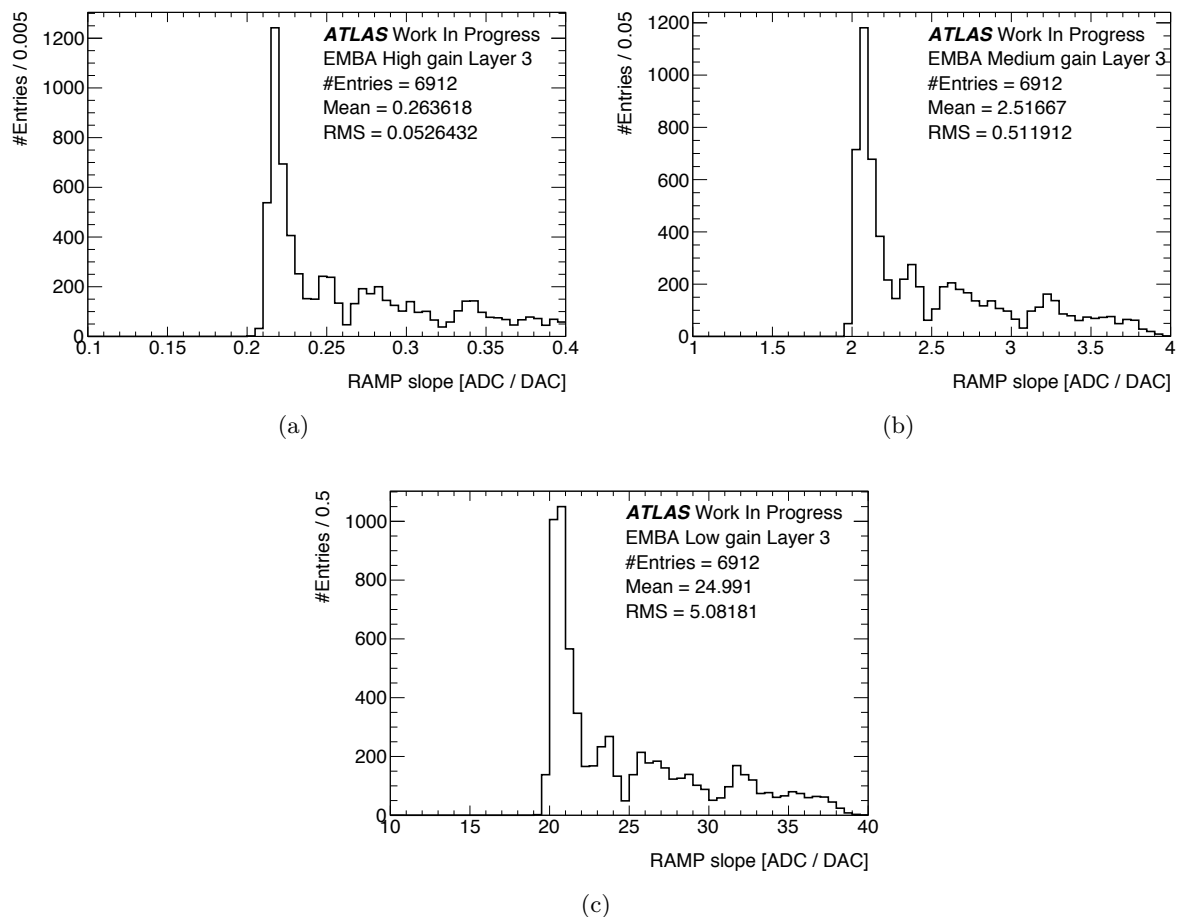 #Entries / 0.005
1200
1000
800
600
400
200
0
0.1
0.15
0.2
0.25
0.3
0.35
0.4
RAMP slope [ADC / DAC]
ATLAS Work In Progress
EMBA High gain Layer 3
#Entries = 6912
Mean = 0.263618
RMS = 0.0526432
(a)
#Entries / 0.05
1200
1000
800
600
400
200
0
1
1.5
2
2.5
3
3.5
4
RAMP slope [ADC / DAC]
ATLAS Work In Progress
EMBA Medium gain Layer 3
#Entries = 6912
Mean = 2.51667
RMS = 0.511912
(b)
#Entries / 0.5
1000
800
600
400
200
0
10
15
20
25
30
35
40
RAMP slope [ADC / DAC]
ATLAS Work In Progress
EMBA Low gain Layer 3
#Entries = 6912
Mean = 24.991
RMS = 5.08181
(c)